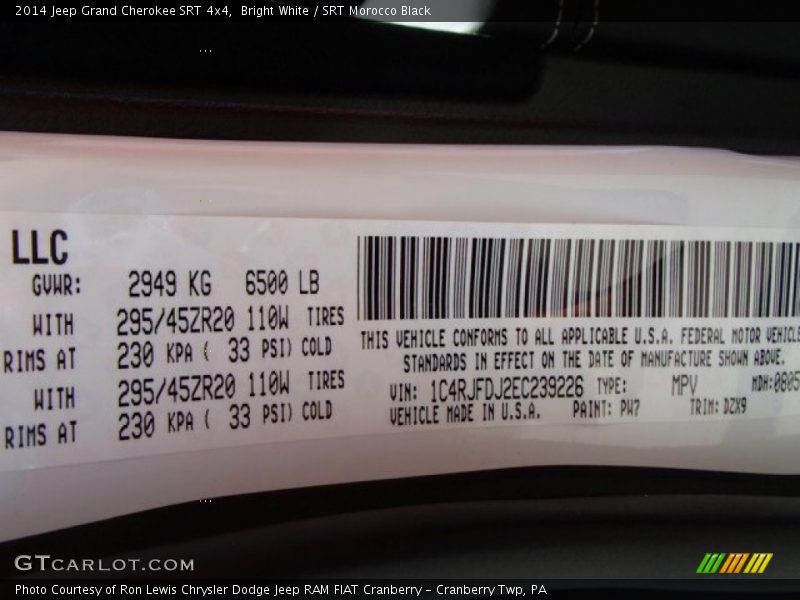 2014 Jeep Grand Cherokee SRT 4x4,  Bright White / SRT Morocco Black
LLC
GVWR: 2949 KG 6500 LB
WITH 295/45ZR20 110W TIRES
RIMS AT 230 KPA ( 33 PSI) COLD
WITH 295/45ZR20 110W TIRES
RIMS AT 230 KPA ( 33 PSI) COLD
THIS VEHICLE CONFORMS TO ALL APPLICABLE U.S.A. FEDERAL MOTOR VEHICLE
STANDARDS IN EFFECT ON THE DATE OF MANUFACTURE SHOWN ABOVE.
VIN: 1C4RJFDJ2EC239226 TYPE: MPV MDH:0805
VEHICLE MADE IN U.S.A. PAINT: PW7 TRIM: DZX9
GTCARLOT.COM
Photo Courtesy of Ron Lewis Chrysler Dodge Jeep RAM FIAT Cranberry - Cranberry Twp, PA